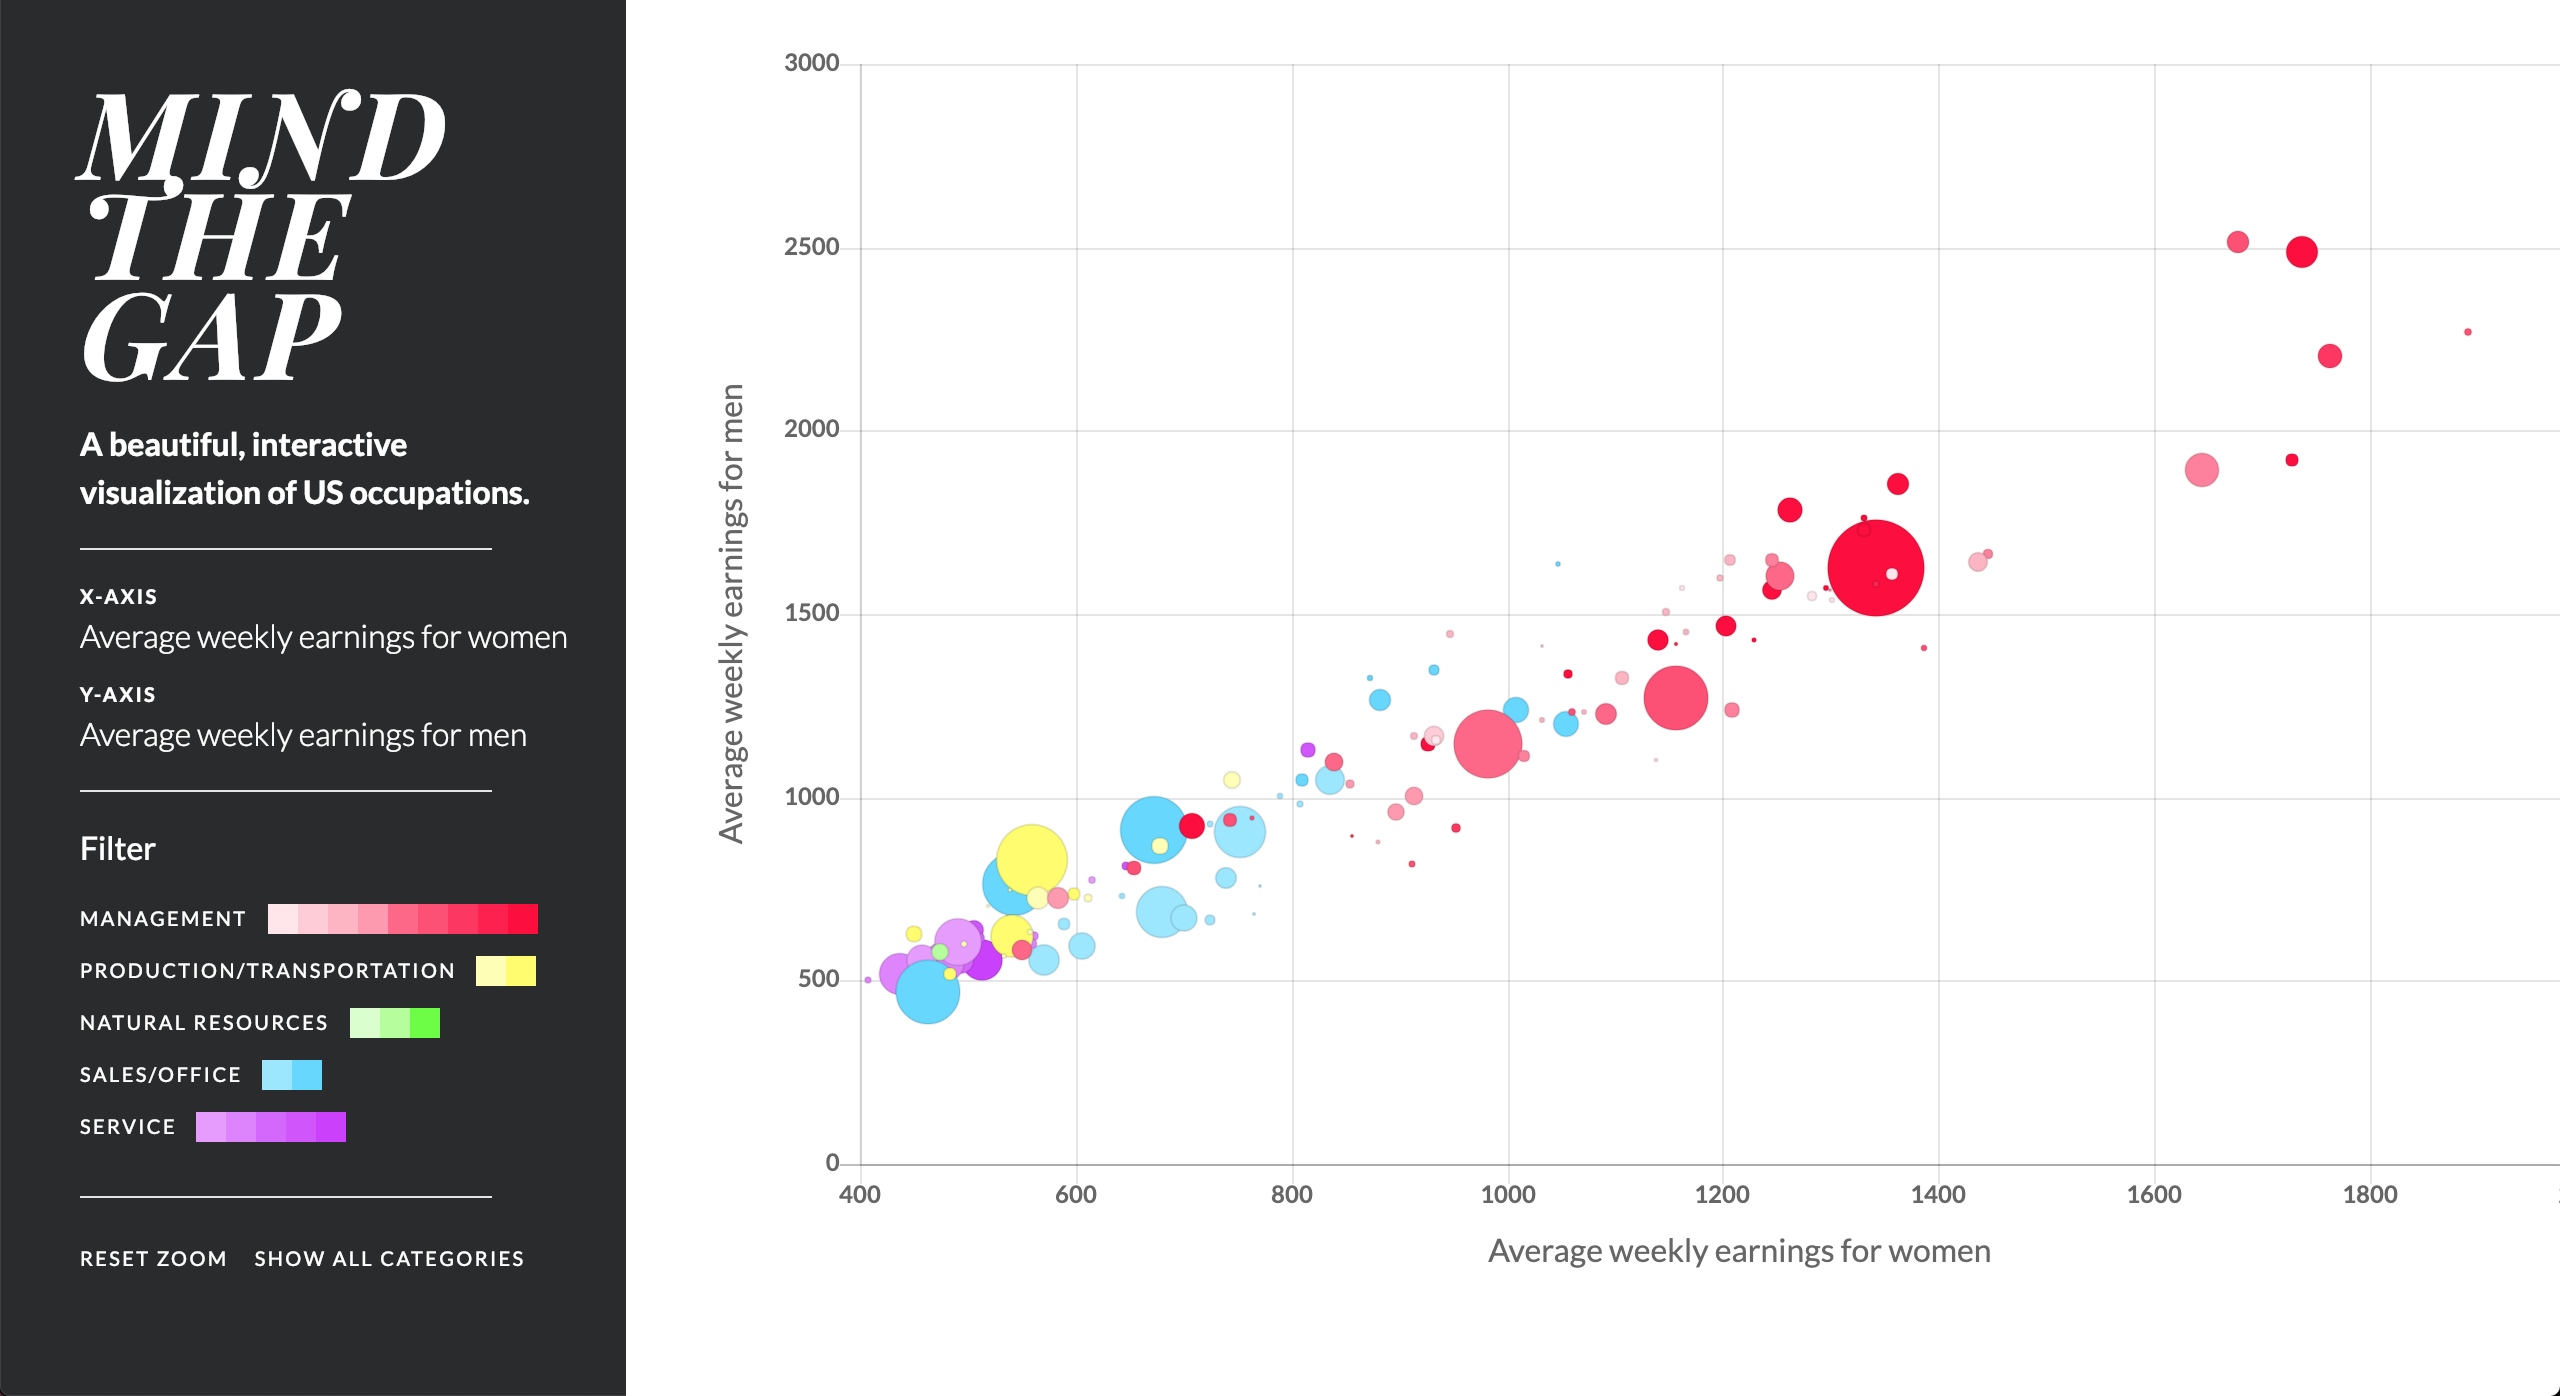 MIND
THE
GAP
A beautiful, interactive
visualization of US occupations.
X-AXIS
Average weekly earnings for women
Y-AXIS
Average weekly earnings for men
Filter
MANAGEMENT
PRODUCTION/TRANSPORTATION
NATURAL RESOURCES
SALES/OFFICE
SERVICE
RESET ZOOM SHOW ALL CATEGORIES
Average weekly earnings for men
3000
2500
2000
1500
1000
500
0
400 600 800 1000 1200 1400 1600 1800
Average weekly earnings for women